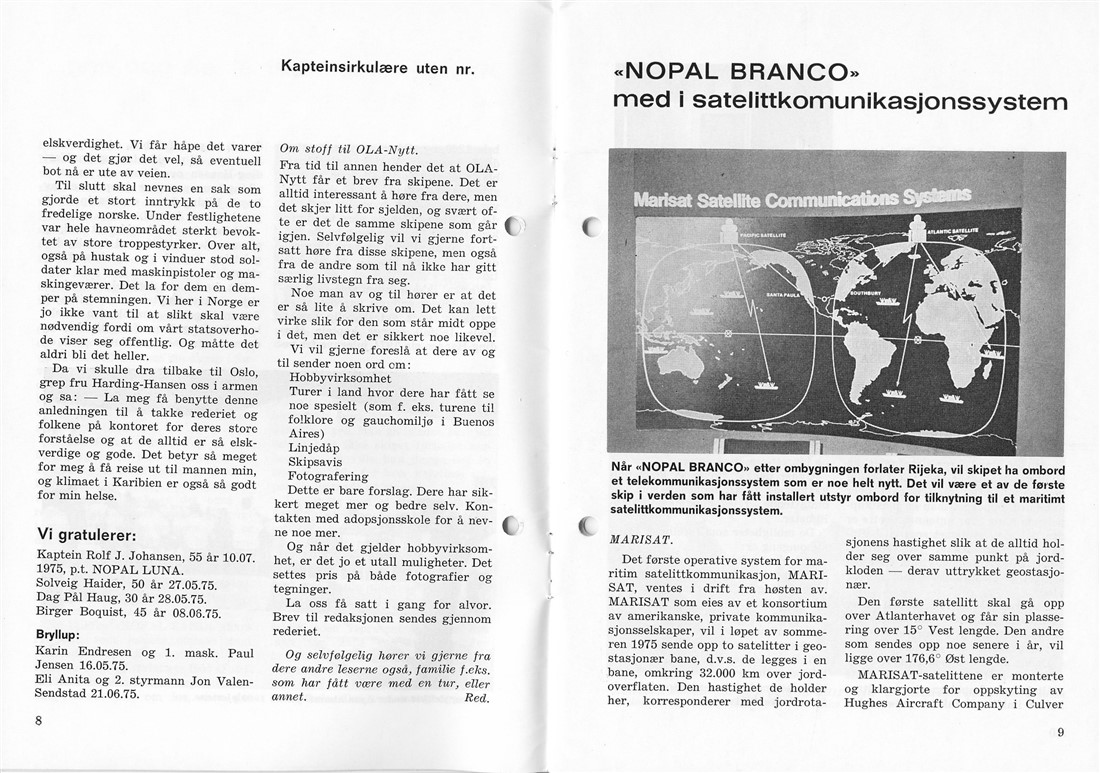 Kapteinsirkulære uten nr.
elskverdighet. Vi får håpe det varer
— og det gjør det vel, så eventuell
bot nå er ute av veien.
Til slutt skal nevnes en sak som
gjorde et stort inntrykk på de to
fredelige norske. Under festlighetene
var hele havneområdet sterkt bevok-
tet av store troppestyrker. Over alt,
også på hustak og i vinduer stod sol-
dater klar med maskinpistoler og ma-
skingeværer. Det la for dem en dem-
per på stemningen. Vi her i Norge er
jo ikke vant til at slikt skal være
nødvendig fordi om vårt statsoverho-
de viser seg offentlig. Og måtte det
aldri bli det heller.
Da vi skulle dra tilbake til Oslo,
grep fru Harding-Hansen oss i armen
og sa: — La meg få benytte denne
anledningen til å takke rederiet og
folkene på kontoret for deres store
forståelse og at de alltid er så elsk-
verdige og gode. Det betyr så meget
for meg å få reise ut til mannen min,
og klimaet i Karibien er også så godt
for min helse.
Vi gratulerer:
Kaptein Rolf J. Johansen, 55 år 10.07.
1975, p.t. NOPAL LUNA.
Solveig Haider, 50 år 27.05.75.
Dag Pål Haug, 30 år 28.05.75.
Birger Boquist, 45 år 08.06.75.
Bryllup:
Karin Endresen og 1. mask. Paul
Jensen 16.05.75.
Eli Anita og 2. styrmann Jon Valen-
Sendstad 21.06.75.
8
Om stoff til OLA-Nytt.
Fra tid til annen hender det at OLA-
Nytt får et brev fra skipene. Det er
alltid interessant å høre fra dere, men
det skjer litt for sjelden, og svært of-
te er det de samme skipene som går
igjen. Selvfølgelig vil vi gjerne fort-
satt høre fra disse skipene, men også
fra de andre som til nå ikke har gitt
særlig livstegn fra seg.
Noe man av og til hører er at det
er så lite å skrive om. Det kan lett
virke slik for den som står midt oppe
i det, men det er sikkert noe likevel.
Vi vil gjerne foreslå at dere av og
til sender noen ord om:
Hobbyvirksomhet
Turer i land hvor dere har fått se
noe spesielt (som f. eks. turene til
folklore og gauchomiljø i Buenos
Aires)
Linjedåp
Skipsavis
Fotografering
Dette er bare forslag. Dere har sik-
kert meget mer og bedre selv. Kon-
takten med adopsjonsskole for å nev-
ne noe mer.
Og når det gjelder hobbyvirksom-
het, er det jo et utall muligheter. Det
settes pris på både fotografier og
tegninger.
La oss få satt i gang for alvor.
Brev til redaksjonen sendes gjennom
rederiet.
Og selvfølgelig hører vi gjerne fra
dere andre leserne også, familie f.eks.
som har fått være med en tur, eller
annet. Red.
«NOPAL BRANCO»
med i satelittkomunikasjonssystem
Marisat Satellite Communications Systems
PACIFIC SATELLITE
ATLANTIC SATELLITE
SANTA PAULA
SOUTHBURY
Når «NOPAL BRANCO» etter ombygningen forlater Rijeka, vil skipet ha ombord
et telekommunikasjonssystem som er noe helt nytt. Det vil være et av de første
skip i verden som har fått installert utstyr ombord for tilknytning til et maritimt
satelittkommunikasjonssystem.
MARISAT.
Det første operative system for ma-
ritim satelittkommunikasjon, MARI-
SAT, ventes i drift fra høsten av.
MARISAT som eies av et konsortium
av amerikanske, private kommunika-
sjonsselskaper, vil i løpet av somme-
ren 1975 sende opp to satelitter i geo-
stasjonær bane, d.v.s. de legges i en
bane, omkring 32.000 km over jord-
overflaten. Den hastighet de holder
her, korresponderer med jordrota-
sjonens hastighet slik at de alltid hol-
der seg over samme punkt på jord-
kloden — derav uttrykket geostasjo-
nær.
Den første satellitt skal gå opp
over Atlanterhavet og får sin plasse-
ring over 15° Vest lengde. Den andre
som sendes opp noe senere i år, vil
ligge over 176,6° Øst lengde.
MARISAT-satellittene er monterte
og klargjorte for oppskyting av
Hughes Aircraft Company i Culver
9